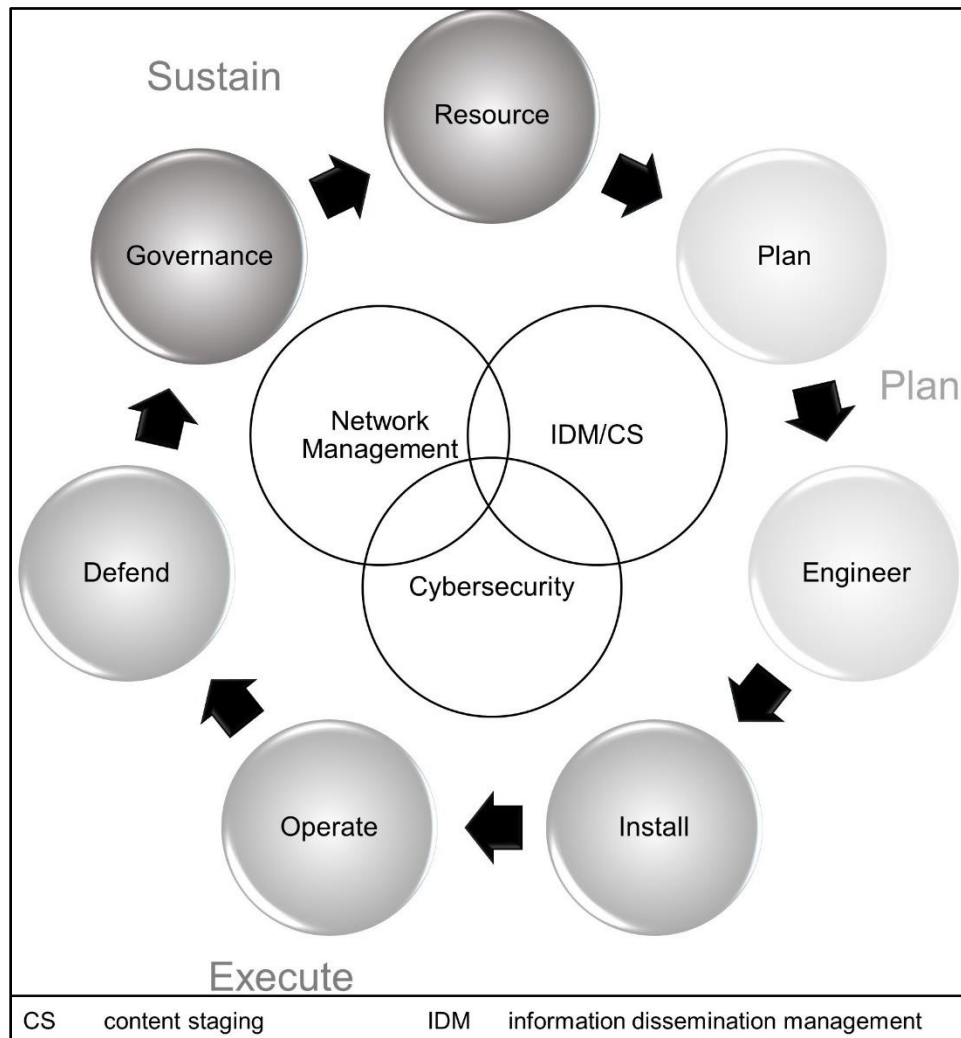 Sustain
Resource
Governance
Plan
Plan
Network
Management
IDM/CS
Defend
Cybersecurity
Engineer
Operate
Install
Execute
CS content staging IDM information dissemination management